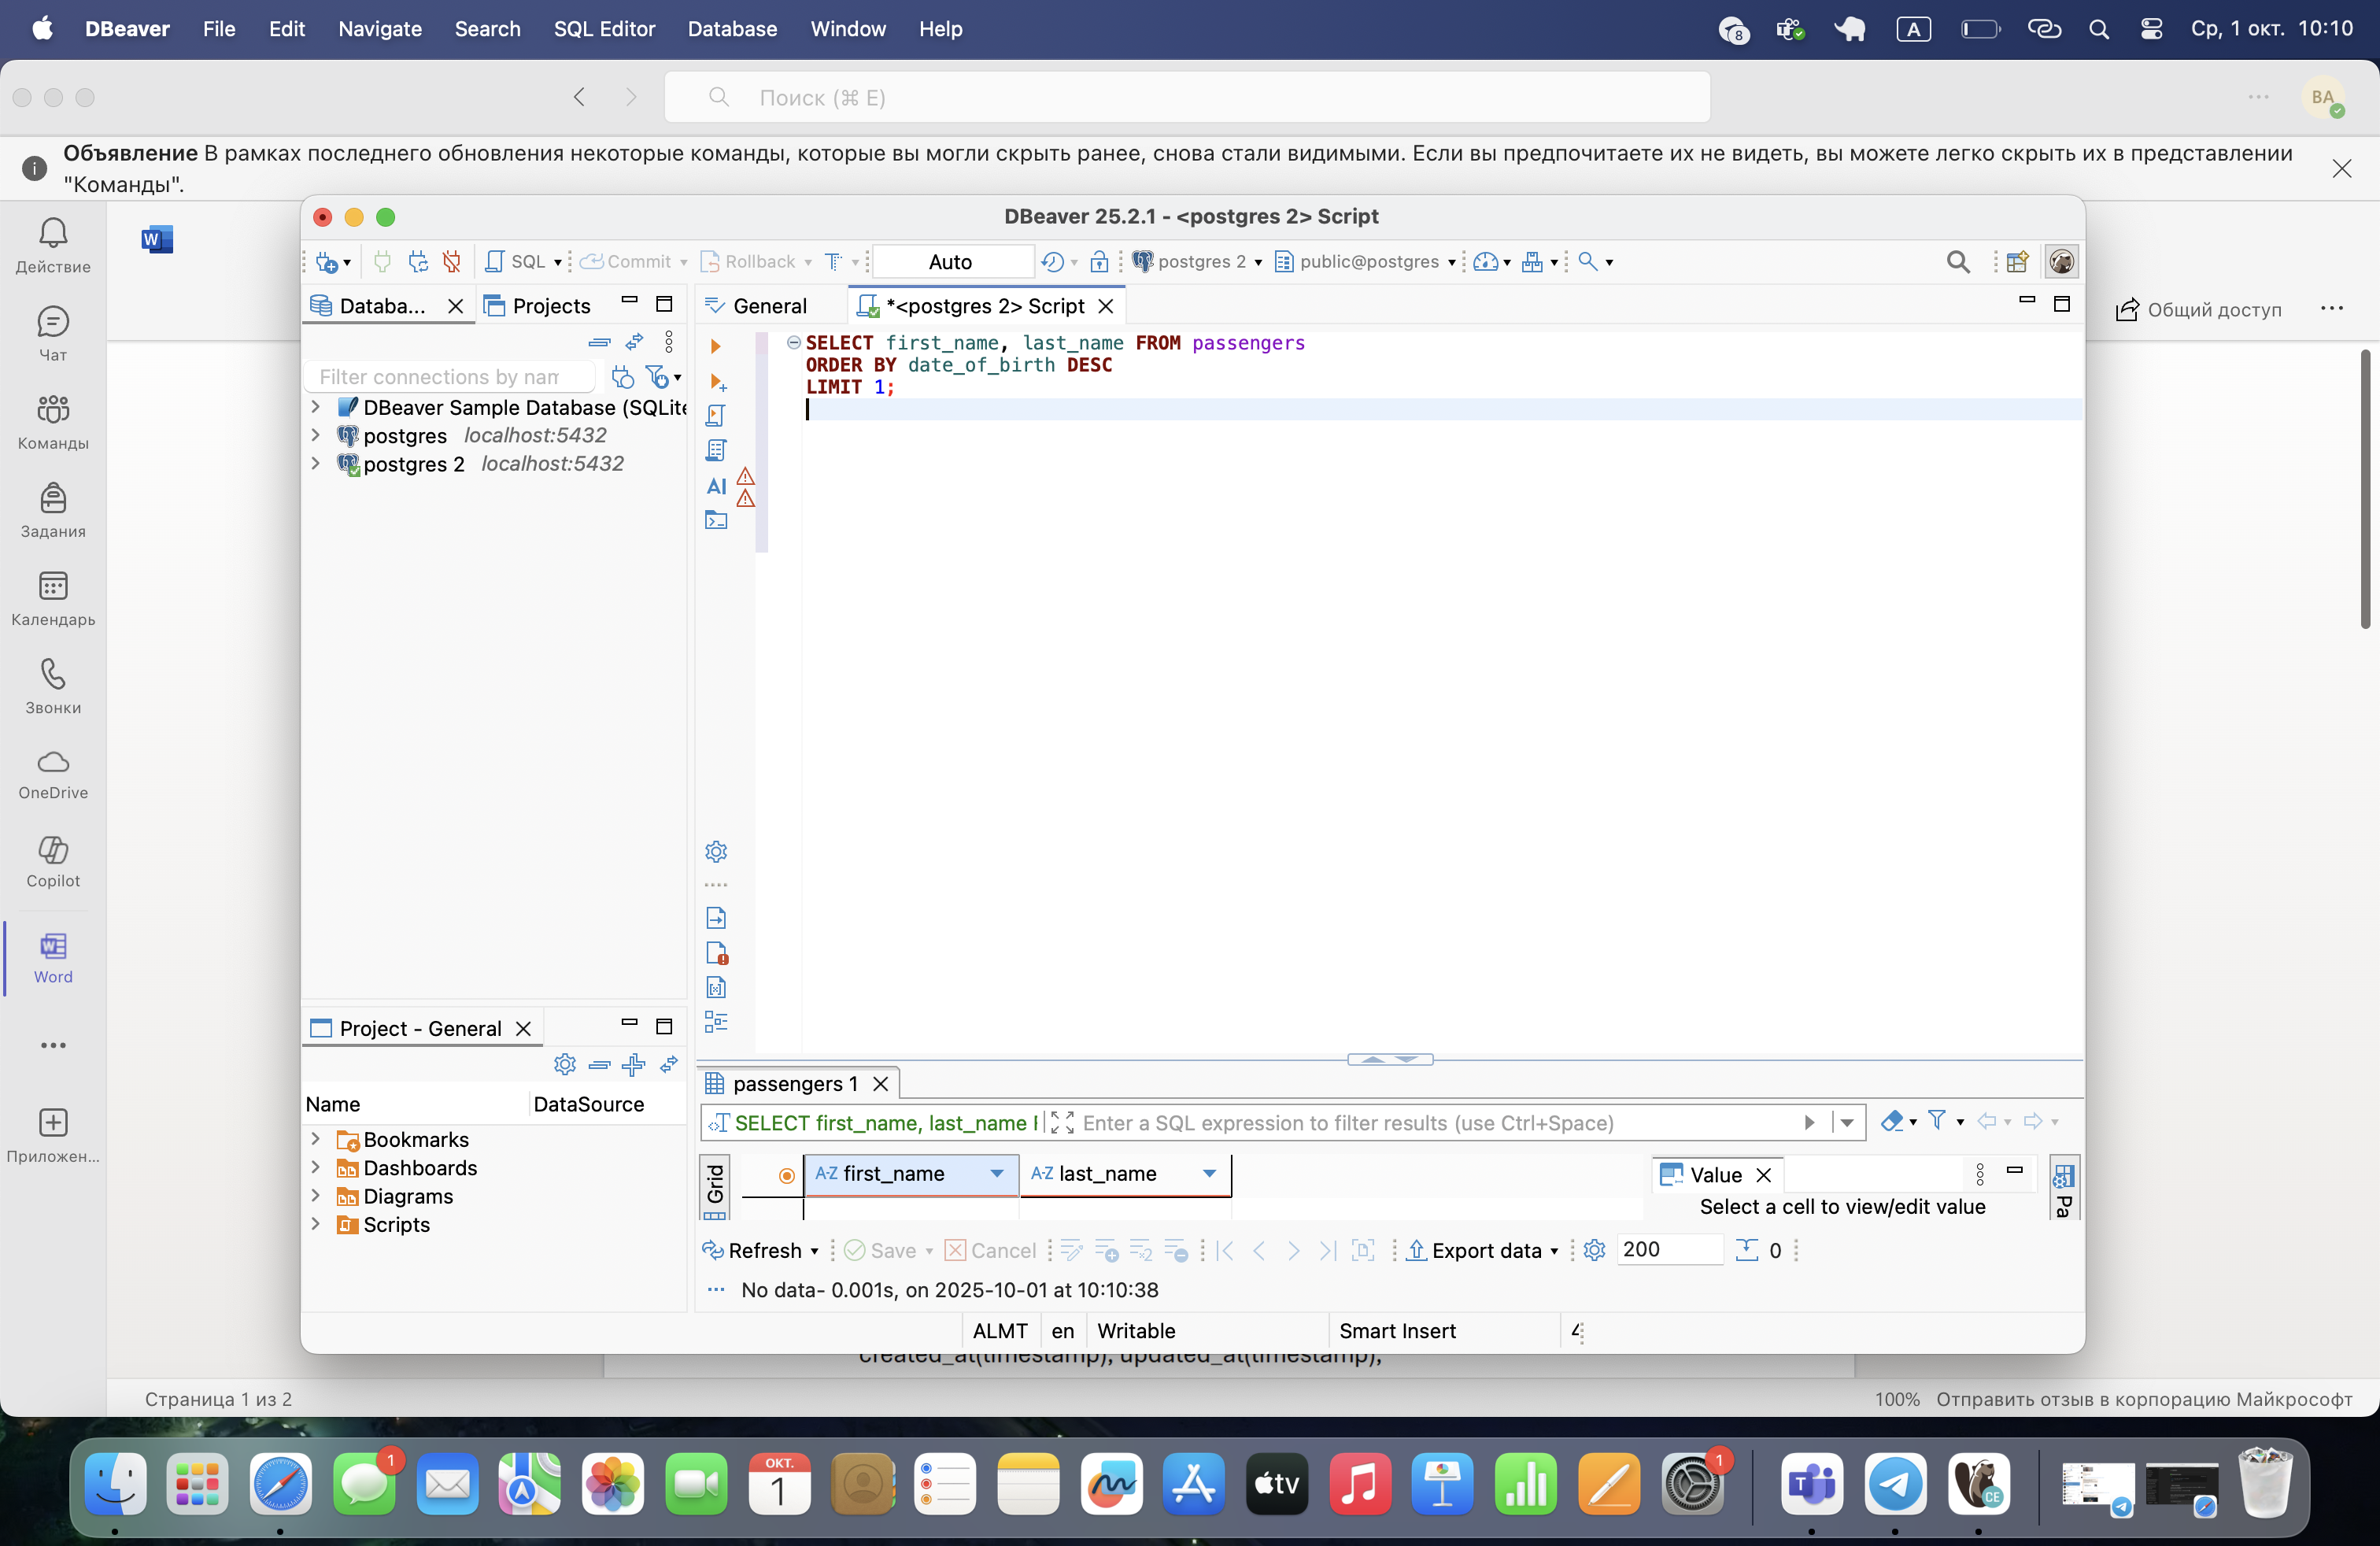 DBeaver File Edit Navigate Search SQL Editor Database Window Help
8 A Ср, 1 окт. 10:10
Поиск (⌘ E)
··· BA
Объявление В рамках последнего обновления некоторые команды, которые вы могли скрыть ранее, снова стали видимыми. Если вы предпочитаете их не видеть, вы можете легко скрыть их в представлении
"Команды".
Действие
Чат
Команды
Задания
Календарь
Звонки
OneDrive
Copilot
Word
Приложен...
Общий доступ
DBeaver 25.2.1 - <postgres 2> Script
SQL Commit Rollback Auto postgres 2 public@postgres
Databa... Projects
Filter connections by nam
DBeaver Sample Database (SQLite
postgres localhost:5432
postgres 2 localhost:5432
General *<postgres 2> Script
SELECT first_name, last_name FROM passengers
ORDER BY date_of_birth DESC
LIMIT 1;
AI
Project - General
Name DataSource
Bookmarks
Dashboards
Diagrams
Scripts
passengers 1
SELECT first_name, last_name Enter a SQL expression to filter results (use Ctrl+Space)
Grid
A-Z first_name A-Z last_name
Value
Select a cell to view/edit value
Pa
Refresh Save Cancel Export data 200 0
No data- 0.001s, on 2025-10-01 at 10:10:38
ALMT en Writable Smart Insert
created_at(timestamp), updated_at(timestamp),
Страница 1 из 2 100% Отправить отзыв в корпорацию Майкрософт
1
ОКТ.
1
tv
1
T
CE